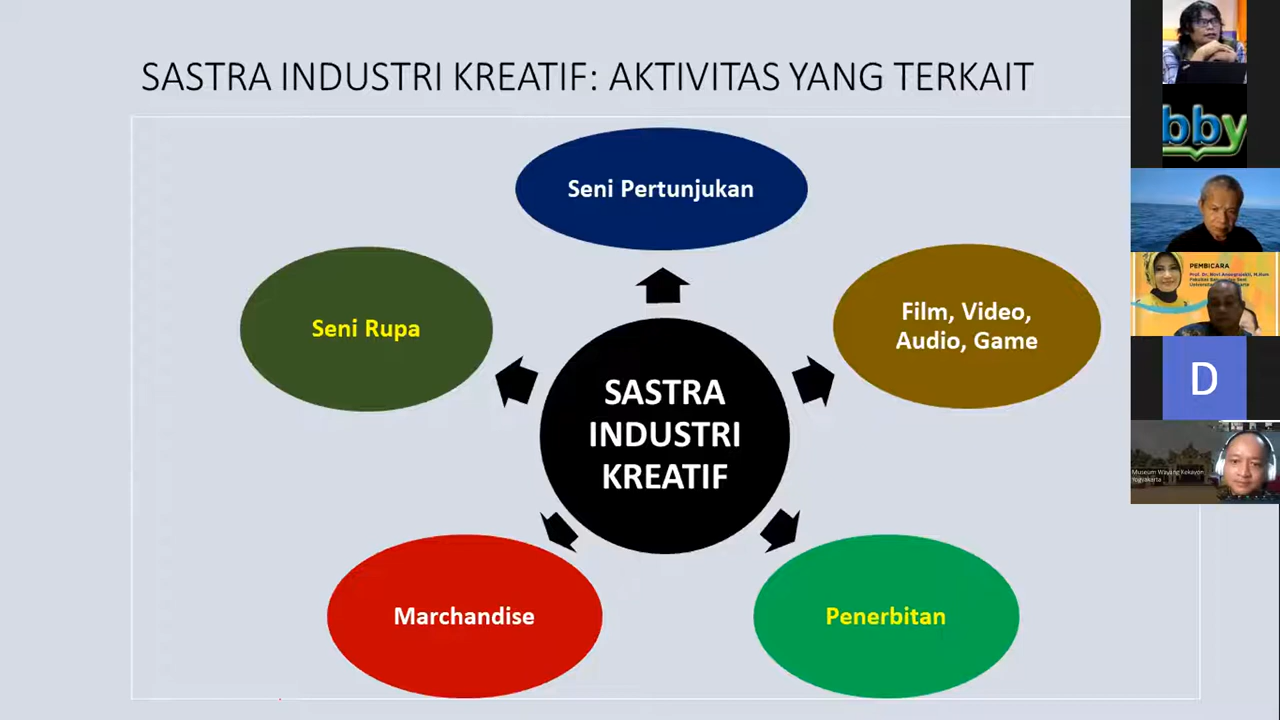 SASTRA INDUSTRI KREATIF: AKTIVITAS YANG TERKAIT
Seni Pertunjukan
Seni Rupa
Film, Video,
Audio, Game
SASTRA
INDUSTRI
KREATIF
Marchandise
Penerbitan
bby
PEMBICARA
D
Museum Wayang Kekayon
Yogyakarta